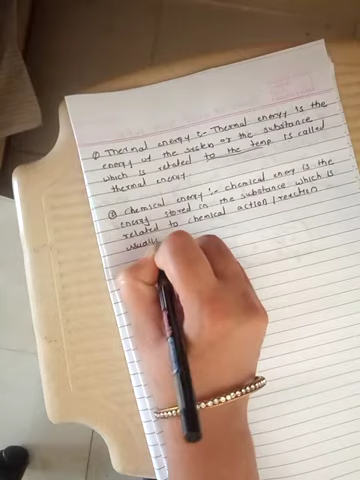 ① Thermal energy :- Thermal energy is the
energy of the system or the substance
which is related to the temp is called
thermal energy
② Chemical energy :- chemical enery is the
energy stored in the substance which is
related to chemical action / reaction
usually